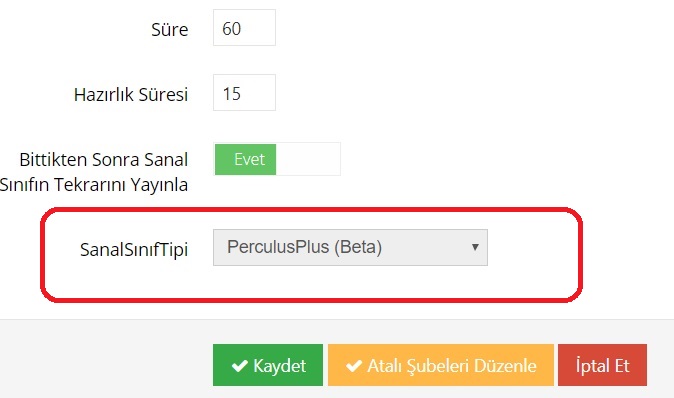 Süre 60
Hazırlık Süresi 15
Bittikten Sonra Sanal Evet
Sınıfın Tekrarını Yayınla
SanalSınıfTipi PerculusPlus (Beta)
Kaydet Atalı Şubeleri Düzenle İptal Et